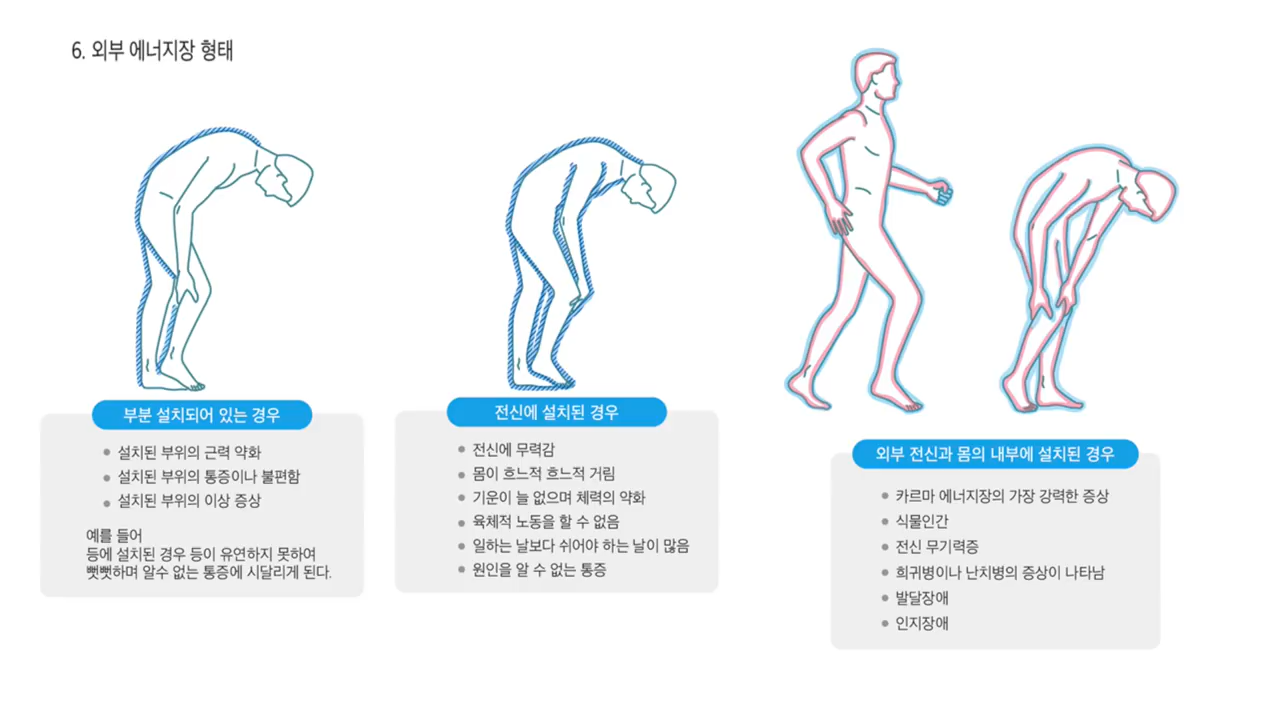 6. 외부 에너지장 형태
부분 설치되어 있는 경우
설치된 부위의 근력 약화
설치된 부위의 통증이나 불편함
설치된 부위의 이상 증상
예를 들어
등에 설치된 경우 등이 유연하지 못하여
뻣뻣하며 알수 없는 통증에 시달리게 된다.
전신에 설치된 경우
전신에 무력감
몸이 흐느적 흐느적 거림
기운이 늘 없으며 체력의 약화
육체적 노동을 할 수 없음
일하는 날보다 쉬어야 하는 날이 많음
원인을 알 수 없는 통증
외부 전신과 몸의 내부에 설치된 경우
카르마 에너지장의 가장 강력한 증상
식물인간
전신 무기력증
희귀병이나 난치병의 증상이 나타남
발달장애
인지장애